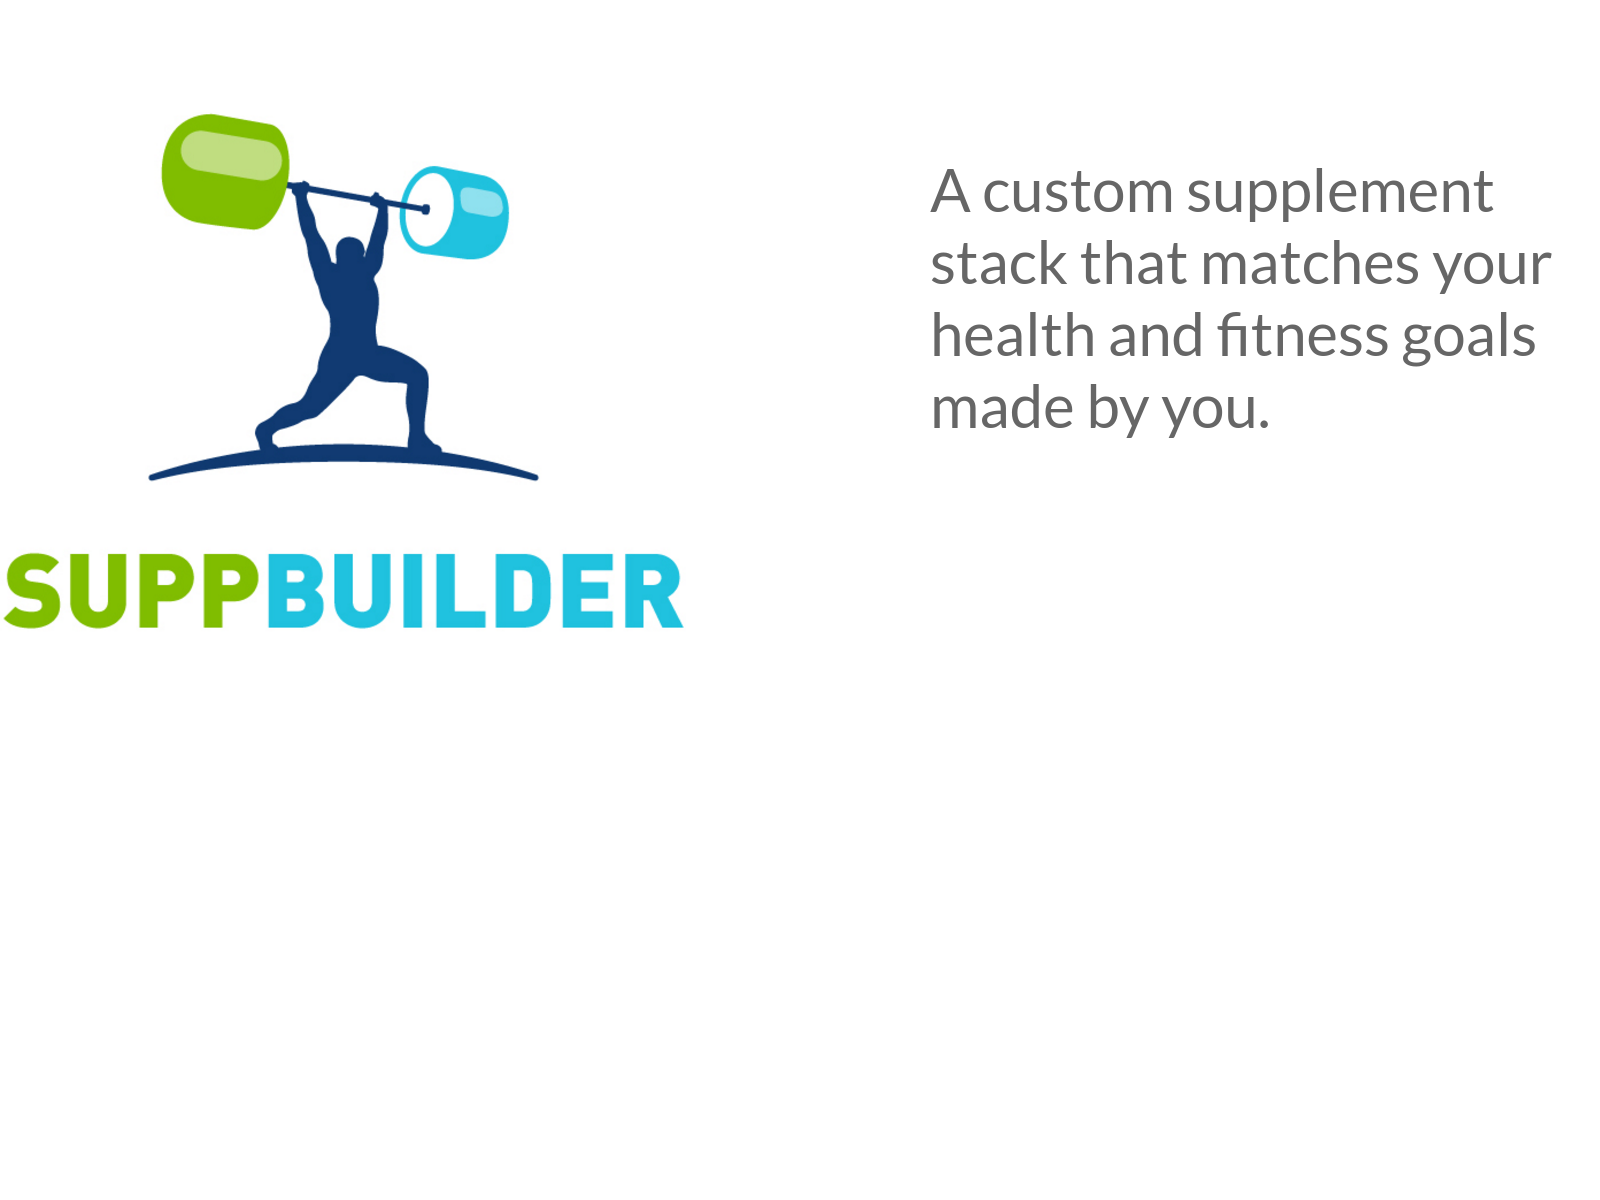 SUPPBUILDER
A custom supplement
stack that matches your
health and fitness goals
made by you.